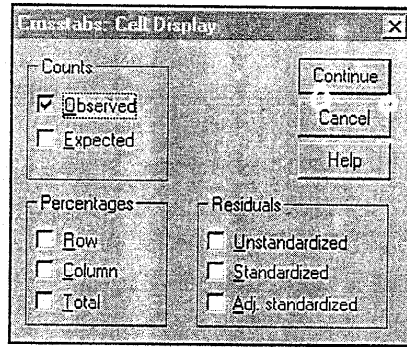 Crosstabs: Cell Display
Counts
Observed
Expected
Continue
Cancel
Help
Percentages
Row
Column
Total
Residuals
Unstandardized
Standardized
Adj. standardized